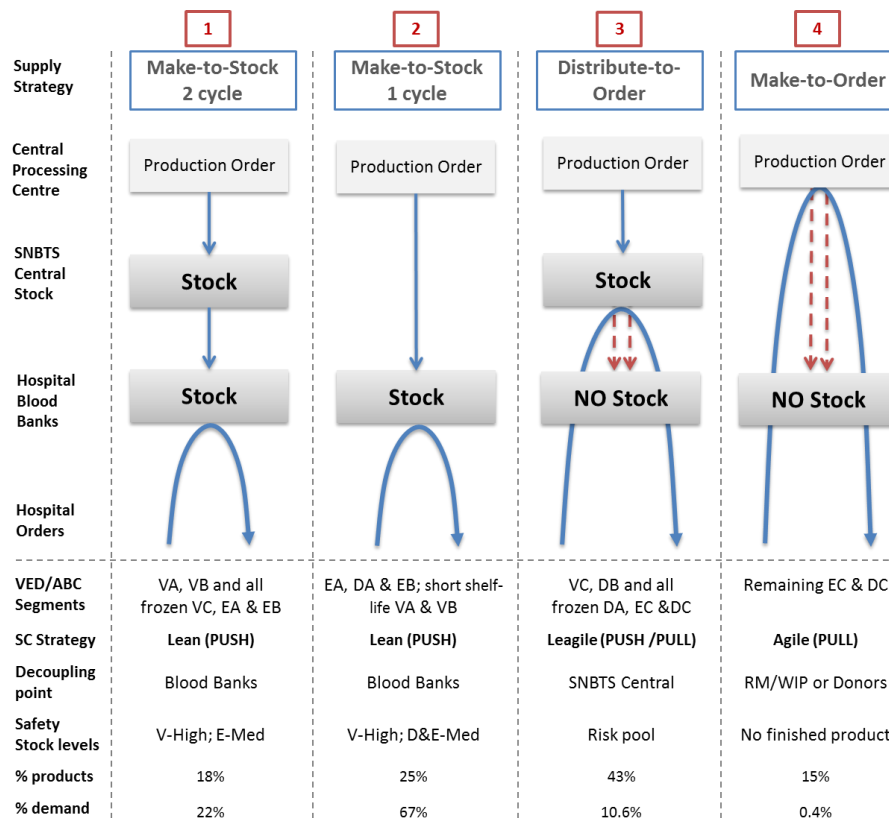 1
2
3
4
Supply
Strategy
Make-to-Stock
2 cycle
Make-to-Stock
1 cycle
Distribute-to-
Order
Make-to-Order
Central
Processing
Centre
Production Order
Production Order
Production Order
Production Order
SNBTS
Central
Stock
Stock
Stock
Hospital
Blood
Banks
Stock
Stock
NO Stock
NO Stock
Hospital
Orders
VED/ABC
Segments
VA, VB and all
frozen VC, EA & EB
EA, DA & EB; short shelf-
life VA & VB
VC, DB and all
frozen DA, EC &DC
Remaining EC & DC
SC Strategy
Lean (PUSH)
Lean (PUSH)
Leagile (PUSH /PULL)
Agile (PULL)
Decoupling
point
Blood Banks
Blood Banks
SNBTS Central
RM/WIP or Donors
Safety
Stock levels
V-High; E-Med
V-High; D&E-Med
Risk pool
No finished product
% products
18%
25%
43%
15%
% demand
22%
67%
10.6%
0.4%